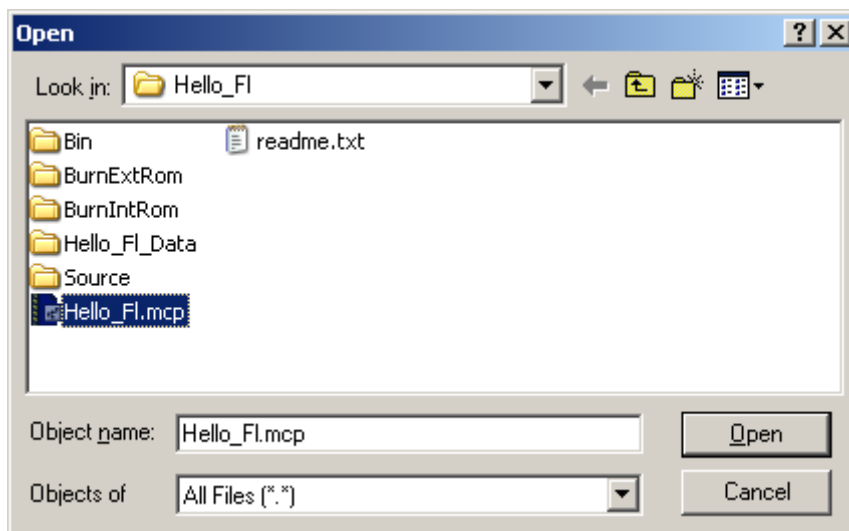 Open
Look in: Hello_Fl
Bin readme.txt
BurnExtRom
BurnIntRom
Hello_Fl_Data
Source
Hello_Fl.mcp
Object name: Hello_Fl.mcp Open
Objects of All Files (*.*) Cancel